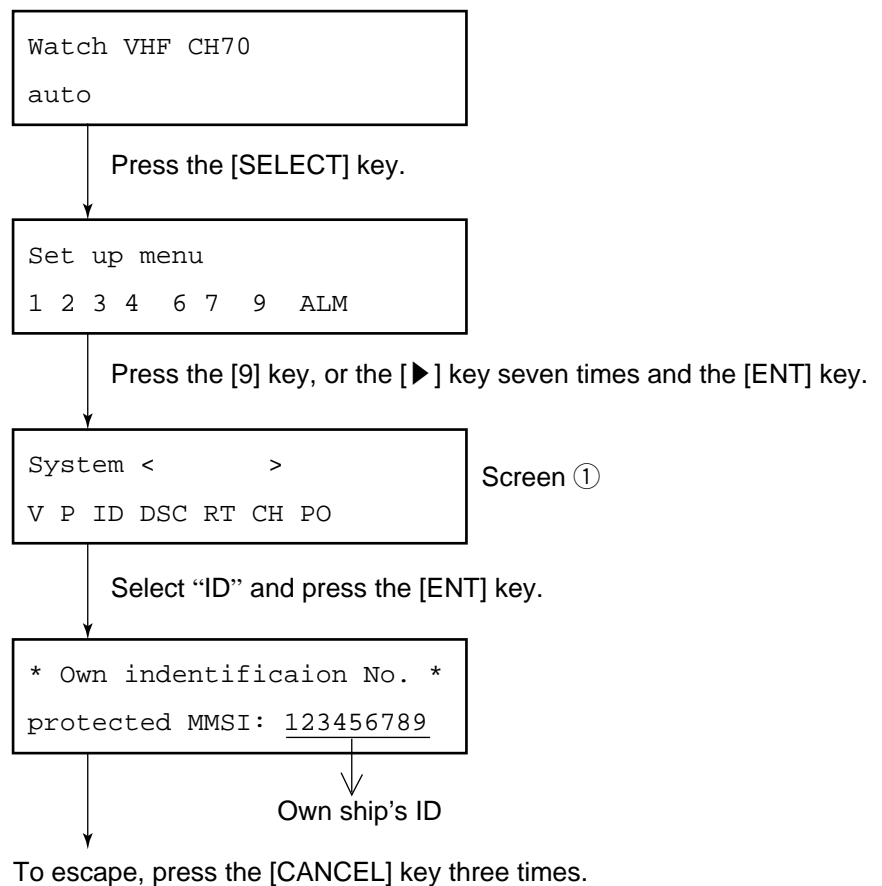 Watch VHF CH70
auto
Press the [SELECT] key.
Set up menu
1 2 3 4 6 7 9 ALM
Press the [9] key, or the [▶] key seven times and the [ENT] key.
System < >
Screen ①
V P ID DSC RT CH PO
Select “ID” and press the [ENT] key.
* Own indentificaion No. *
protected MMSI: 123456789
Own ship's ID
To escape, press the [CANCEL] key three times.